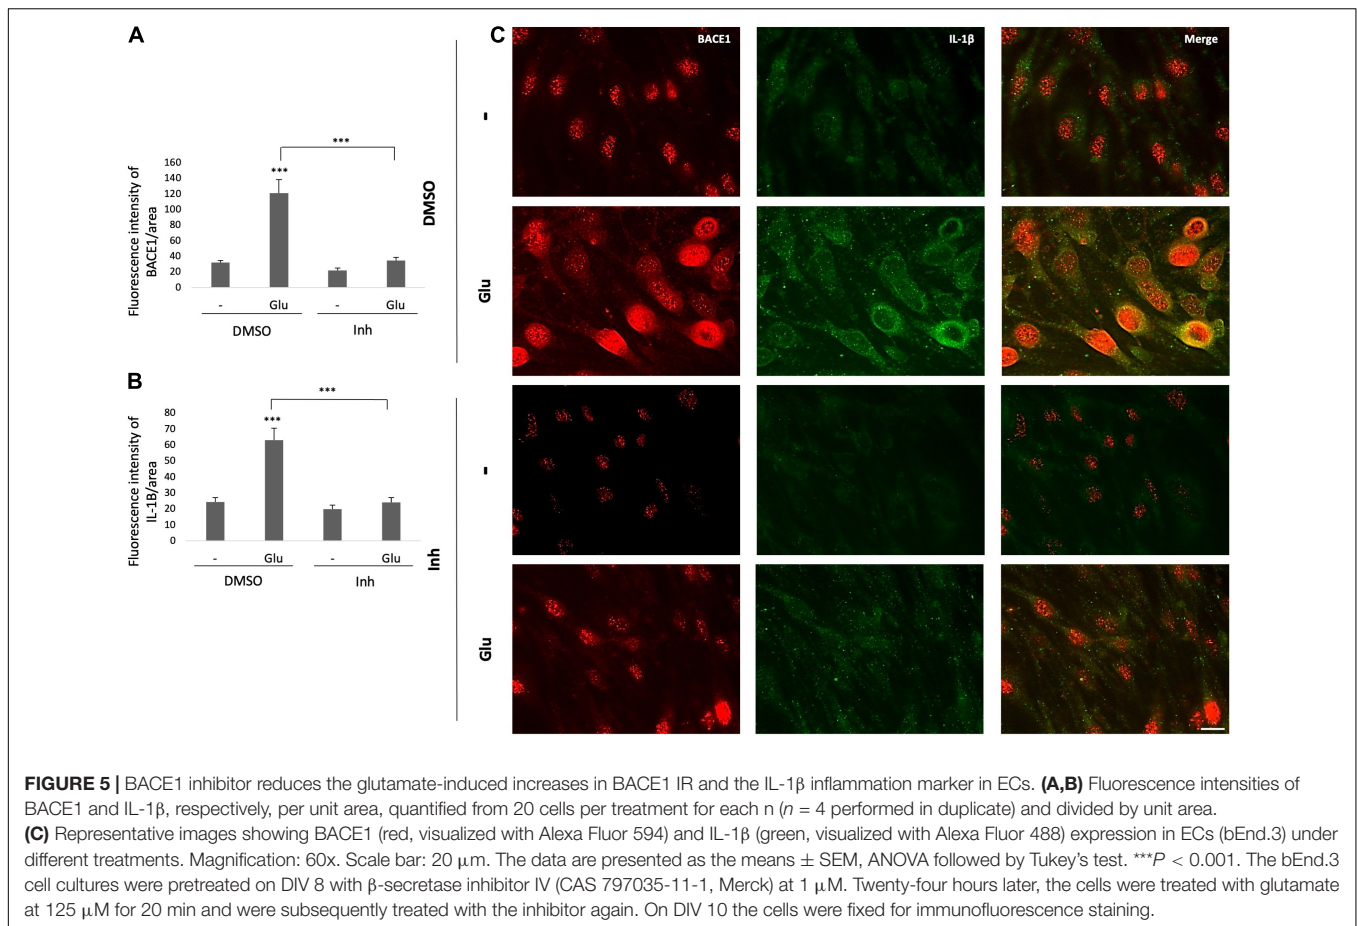 A
Fluorescence intensity of
BACE1/area
160
140
120
100
80
60
40
20
0
***
***
-
Glu
-
Glu
DMSO
Inh
B
Fluorescence intensity of
IL-1B/area
80
70
60
50
40
30
20
10
0
***
***
-
Glu
-
Glu
DMSO
Inh
C
BACE1
IL-1β
Merge
DMSO
-
Glu
Inh
-
Glu
FIGURE 5 | BACE1 inhibitor reduces the glutamate-induced increases in BACE1 IR and the IL-1β inflammation marker in ECs. (A,B) Fluorescence intensities of
BACE1 and IL-1β, respectively, per unit area, quantified from 20 cells per treatment for each n (n = 4 performed in duplicate) and divided by unit area.
(C) Representative images showing BACE1 (red, visualized with Alexa Fluor 594) and IL-1β (green, visualized with Alexa Fluor 488) expression in ECs (bEnd.3) under
different treatments. Magnification: 60x. Scale bar: 20 μm. The data are presented as the means ± SEM, ANOVA followed by Tukey's test. ***P < 0.001. The bEnd.3
cell cultures were pretreated on DIV 8 with β-secretase inhibitor IV (CAS 797035-11-1, Merck) at 1 μM. Twenty-four hours later, the cells were treated with glutamate
at 125 μM for 20 min and were subsequently treated with the inhibitor again. On DIV 10 the cells were fixed for immunofluorescence staining.